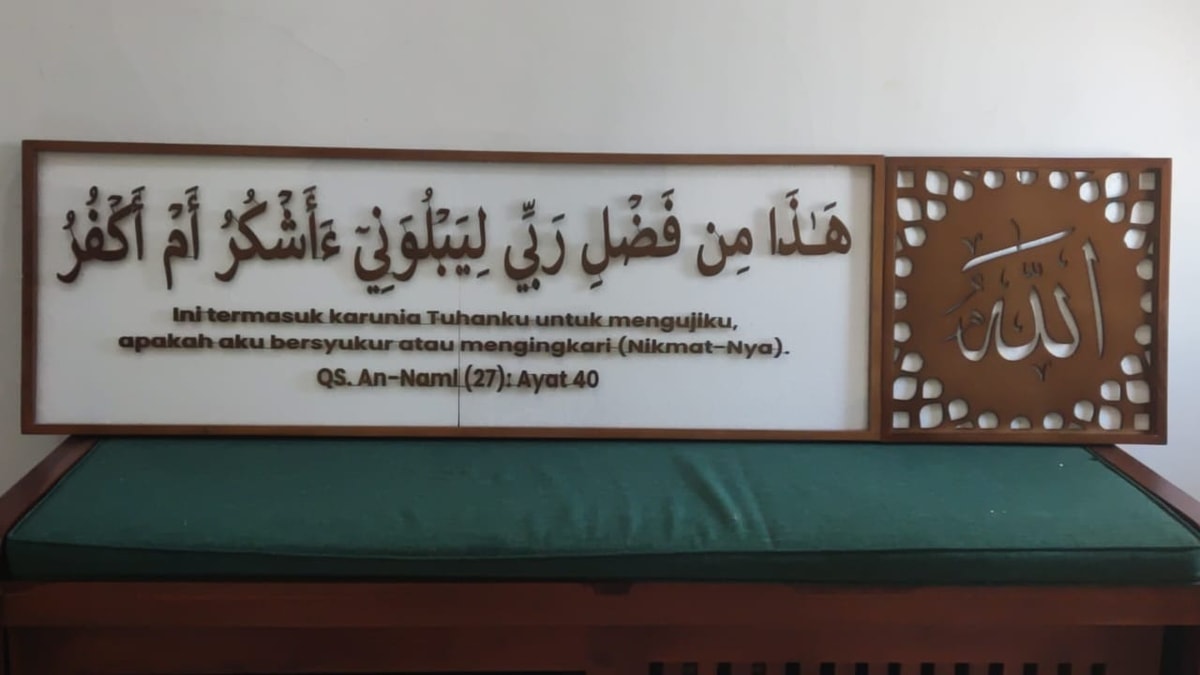 هَـٰذَا مِن فَضْلِ رَبِّي لِيَبْلُوَنِيٓ ءَأَشْكُرُ أَمْ أَكْفُرُ
Ini termasuk karunia Tuhanku untuk mengujiku,
apakah aku bersyukur atau mengingkari (Nikmat-Nya).
QS. An-Naml (27): Ayat 40
اللّٰهُ